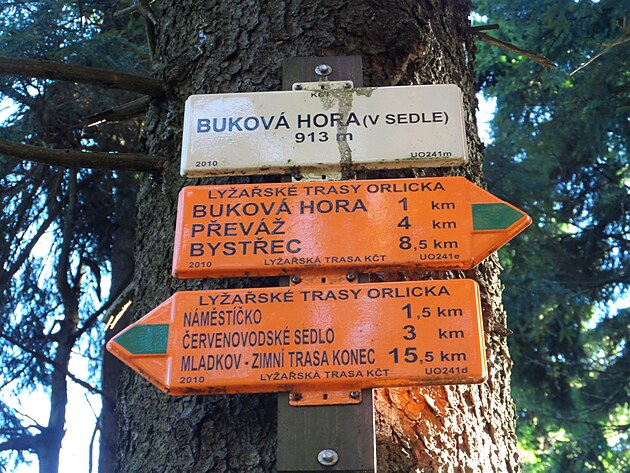 KČT
BUKOVÁ HORA (V SEDLE)
913 m
2010 UO241m
LYŽAŘSKÉ TRASY ORLICKA
BUKOVÁ HORA 1 km
PŘEVÁŽ 4 km
BYSTŘEC 8,5 km
2010 LYŽAŘSKÁ TRASA KČT UO241e
LYŽAŘSKÉ TRASY ORLICKA
NÁMĚSTÍČKO 1,5 km
ČERVENOVODSKÉ SEDLO 3 km
MLADKOV - ZIMNÍ TRASA KONEC 15,5 km
2010 LYŽAŘSKÁ TRASA KČT UO241d